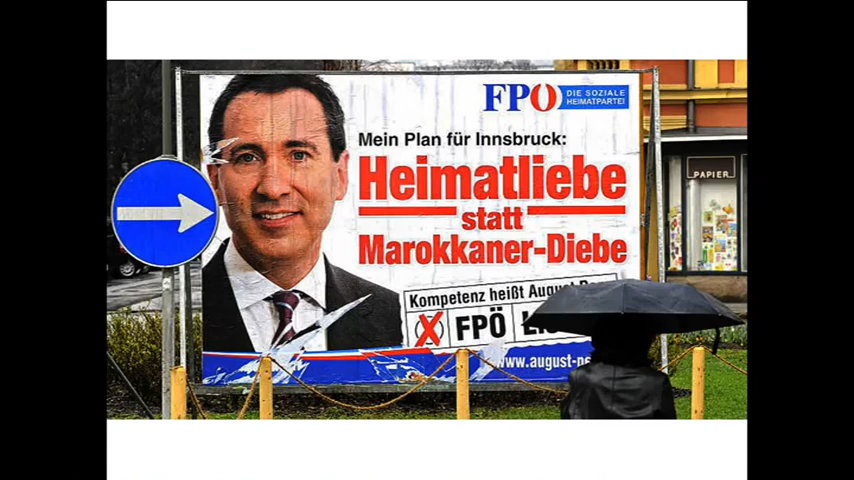 FPÖ DIE SOZIALE
HEIMATPARTEI
Mein Plan für Innsbruck:
Heimatliebe
statt
Marokkaner-Diebe
Kompetenz heißt August
FPÖ
www.august-
PAPIER